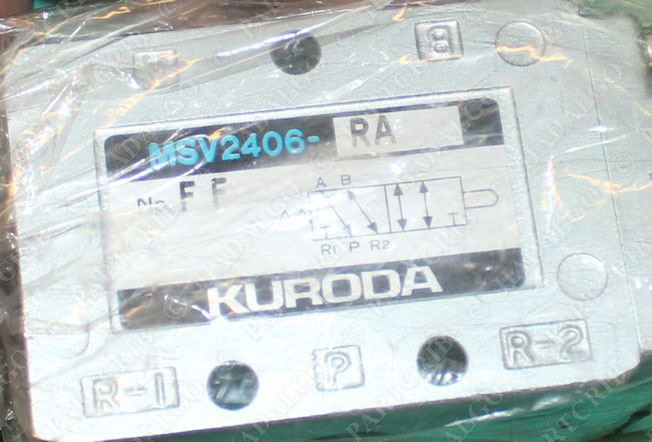 B
MSV2406- RA
No. F F
A B
R1 P R2
KURODA
R-1 P R-2